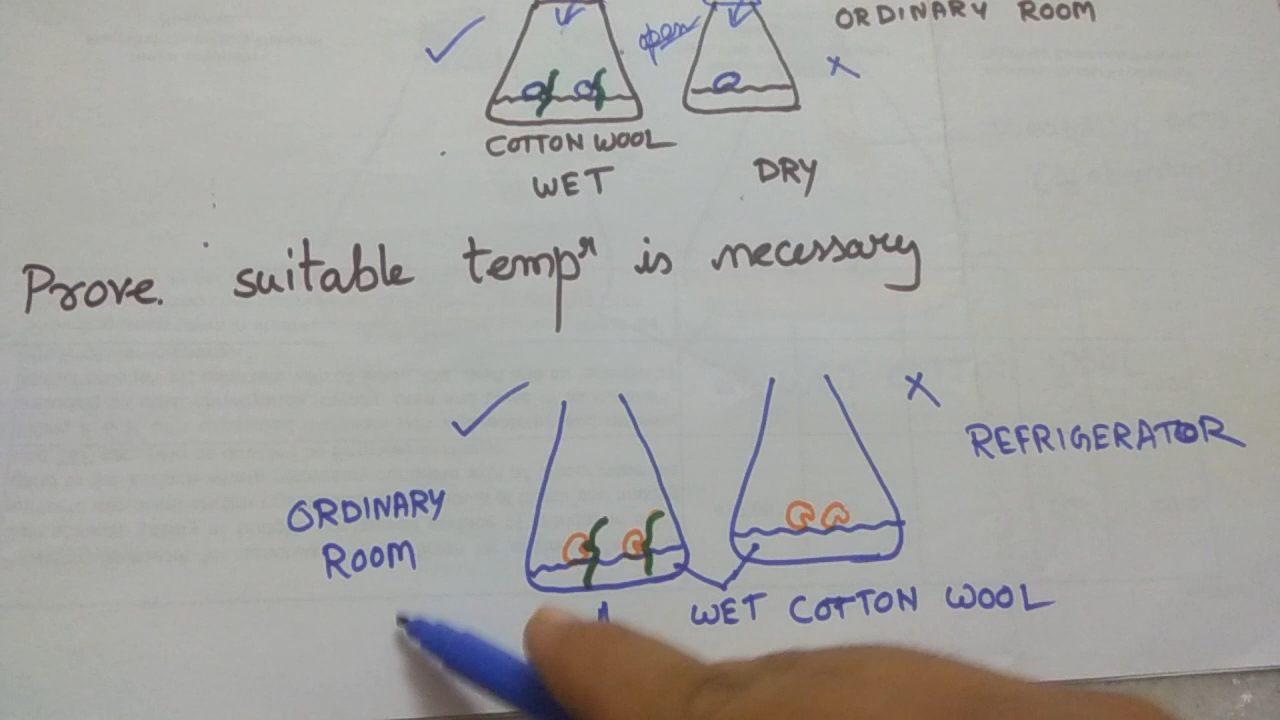 open
ORDINARY ROOM
COTTON WOOL
WET
DRY
Prove. suitable tempr is necessary
REFRIGERATOR
ORDINARY
ROOM
WET COTTON WOOL